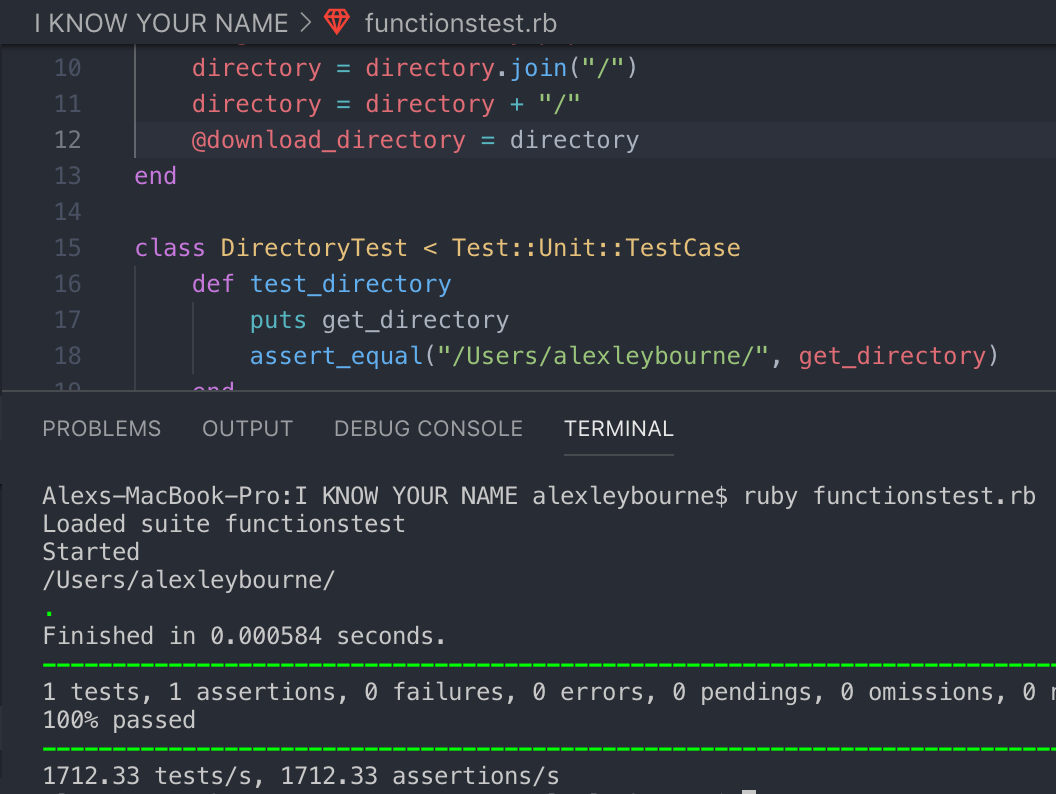 I KNOW YOUR NAME > functionstest.rb
10 directory = directory.join("/")
11 directory = directory + "/"
12 @download_directory = directory
13 end
14
15 class DirectoryTest < Test::Unit::TestCase
16 def test_directory
17 puts get_directory
18 assert_equal("/Users/alexleybourne/", get_directory)
19 end
PROBLEMS OUTPUT DEBUG CONSOLE TERMINAL
Alexs-MacBook-Pro:I KNOW YOUR NAME alexleybourne$ ruby functionstest.rb
Loaded suite functionstest
Started
/Users/alexleybourne/
.
Finished in 0.000584 seconds.
1 tests, 1 assertions, 0 failures, 0 errors, 0 pendings, 0 omissions, 0
100% passed
1712.33 tests/s, 1712.33 assertions/s